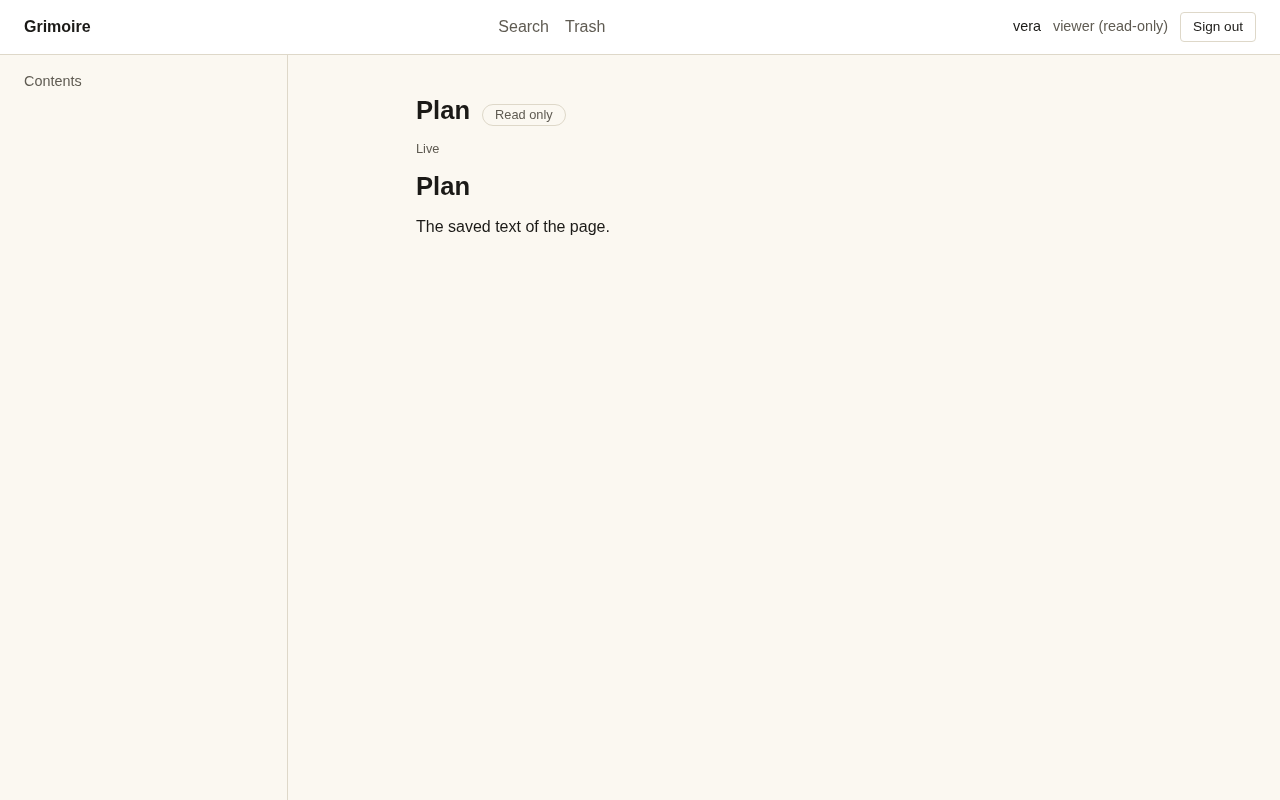 Grimoire
Search Trash
vera viewer (read-only) Sign out
Contents
Plan Read only
Live
Plan
The saved text of the page.